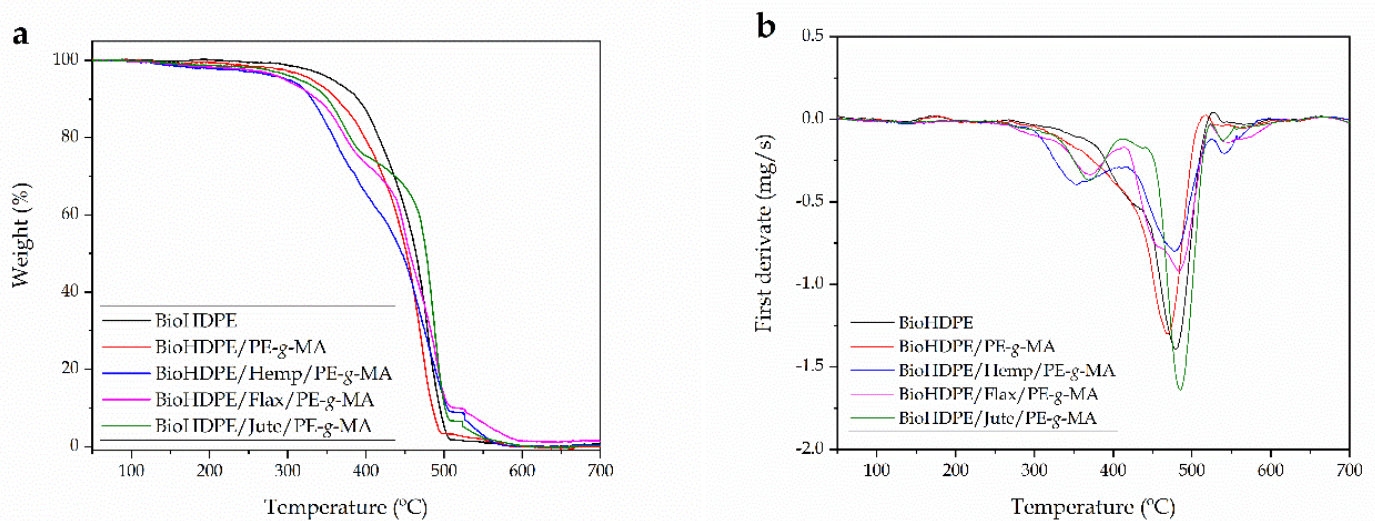 a
Weight (%)
100
80
60
40
20
0
BioHDPE
BioHDPE/PE-g-MA
BioHDPE/Hemp/PE-g-MA
BioHDPE/Flax/PE-g-MA
BioHDPE/Jute/PE-g-MA
100 200 300 400 500 600 700
Temperature (ºC)
b
First derivate (mg/s)
0.5
0.0
-0.5
-1.0
-1.5
-2.0
BioHDPE
BioHDPE/PE-g-MA
BioHDPE/Hemp/PE-g-MA
BioHDPE/Flax/PE-g-MA
BioHDPE/Jute/PE-g-MA
100 200 300 400 500 600 700
Temperature (ºC)